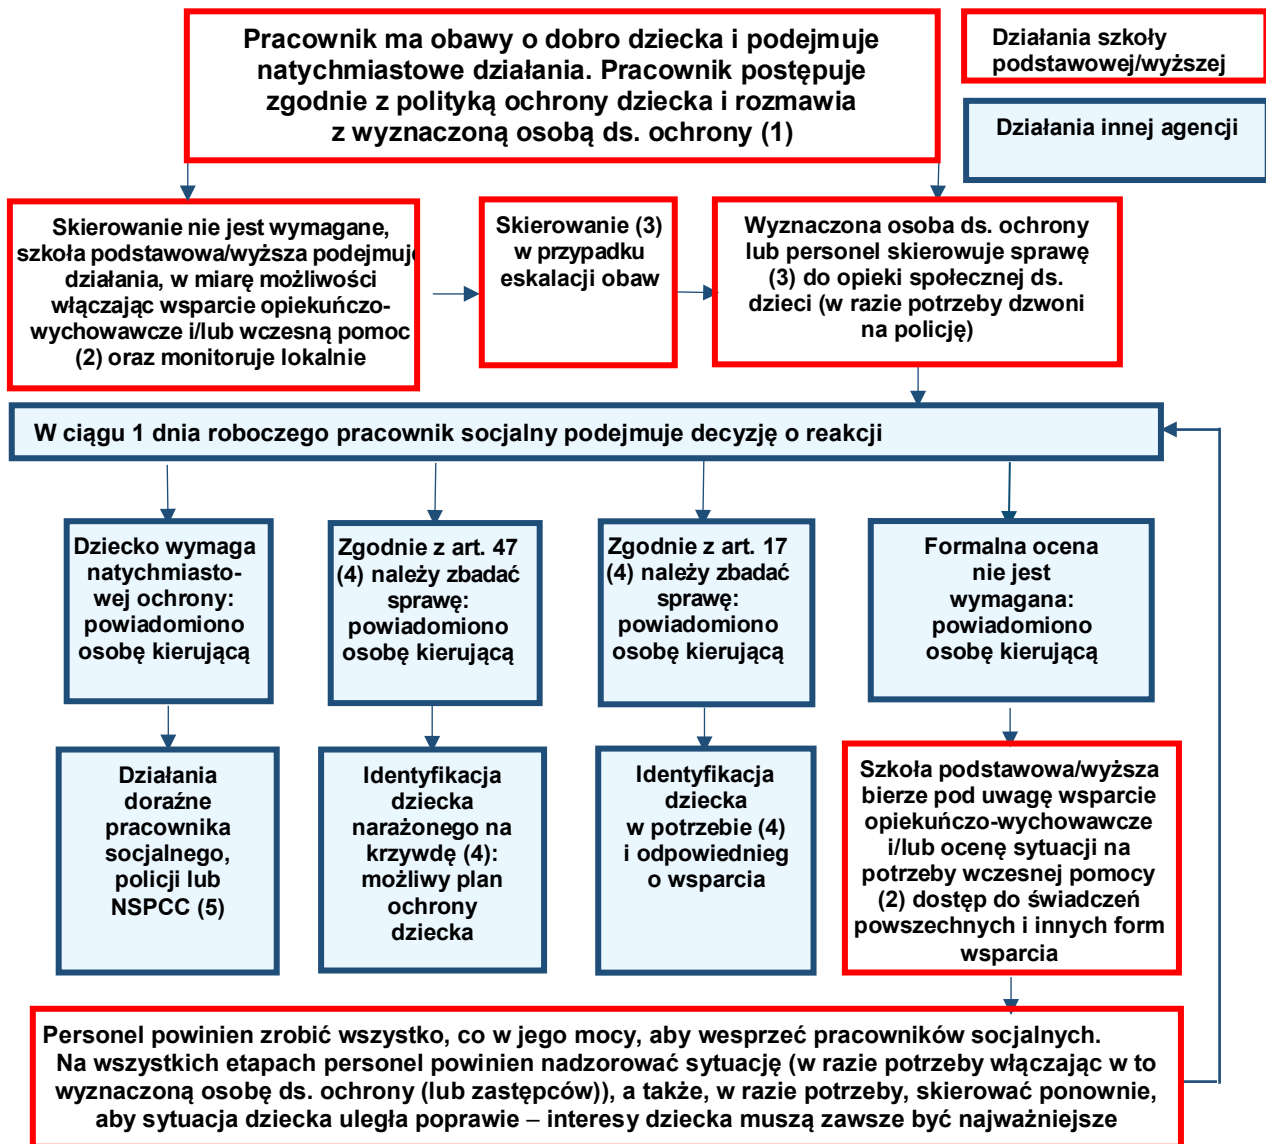 Pracownik ma obawy o dobro dziecka i podejmuje
natychmiastowe działania. Pracownik postępuje
zgodnie z polityką ochrony dziecka i rozmawia
z wyznaczoną osobą ds. ochrony (1)
Działania szkoły
podstawowej/wyższej
Działania innej agencji
Skierowanie nie jest wymagane,
szkoła podstawowa/wyższa podejmuje
działania, w miarę możliwości
włączając wsparcie opiekuńczo-
wychowawcze i/lub wczesną pomoc
(2) oraz monitoruje lokalnie
Skierowanie (3)
w przypadku
eskalacji obaw
Wyznaczona osoba ds. ochrony
lub personel skierowuje sprawę
(3) do opieki społecznej ds.
dzieci (w razie potrzeby dzwoni
na policję)
W ciągu 1 dnia roboczego pracownik socjalny podejmuje decyzję o reakcji
Dziecko wymaga
natychmiasto-
wej ochrony:
powiadomiono
osobę kierującą
Zgodnie z art. 47
(4) należy zbadać
sprawę:
powiadomiono
osobę kierującą
Zgodnie z art. 17
(4) należy zbadać
sprawę:
powiadomiono
osobę kierującą
Formalna ocena
nie jest
wymagana:
powiadomiono
osobę kierującą
Działania
doraźne
pracownika
socjalnego,
policji lub
NSPCC (5)
Identyfikacja
dziecka
narażonego na
krzywdę (4):
możliwy plan
ochrony
dziecka
Identyfikacja
dziecka
w potrzebie (4)
i odpowiednieg
o wsparcia
Szkoła podstawowa/wyższa
bierze pod uwagę wsparcie
opiekuńczo-wychowawcze
i/lub ocenę sytuacji na
potrzeby wczesnej pomocy
(2) dostęp do świadczeń
powszechnych i innych form
wsparcia
Personel powinien zrobić wszystko, co w jego mocy, aby wesprzeć pracowników socjalnych.
Na wszystkich etapach personel powinien nadzorować sytuację (w razie potrzeby włączając w to
wyznaczoną osobę ds. ochrony (lub zastępców)), a także, w razie potrzeby, skierować ponownie,
aby sytuacja dziecka uległa poprawie – interesy dziecka muszą zawsze być najważniejsze